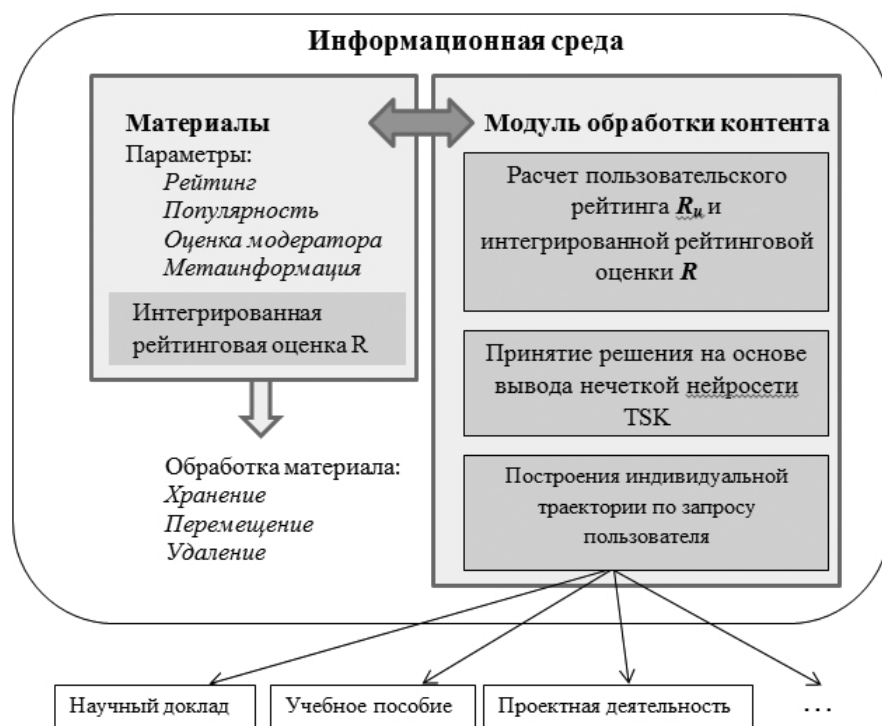 Информационная среда
Материалы
Параметры:
Рейтинг
Популярность
Оценка модератора
Метаинформация
Интегрированная
рейтинговая оценка R
Обработка материала:
Хранение
Перемещение
Удаление
Модуль обработки контента
Расчет пользовательского
рейтинга Ru и
интегрированной рейтинговой
оценки R
Принятие решения на основе
вывода нечеткой нейросети
TSK
Построения индивидуальной
траектории по запросу
пользователя
Научный доклад
Учебное пособие
Проектная деятельность
...